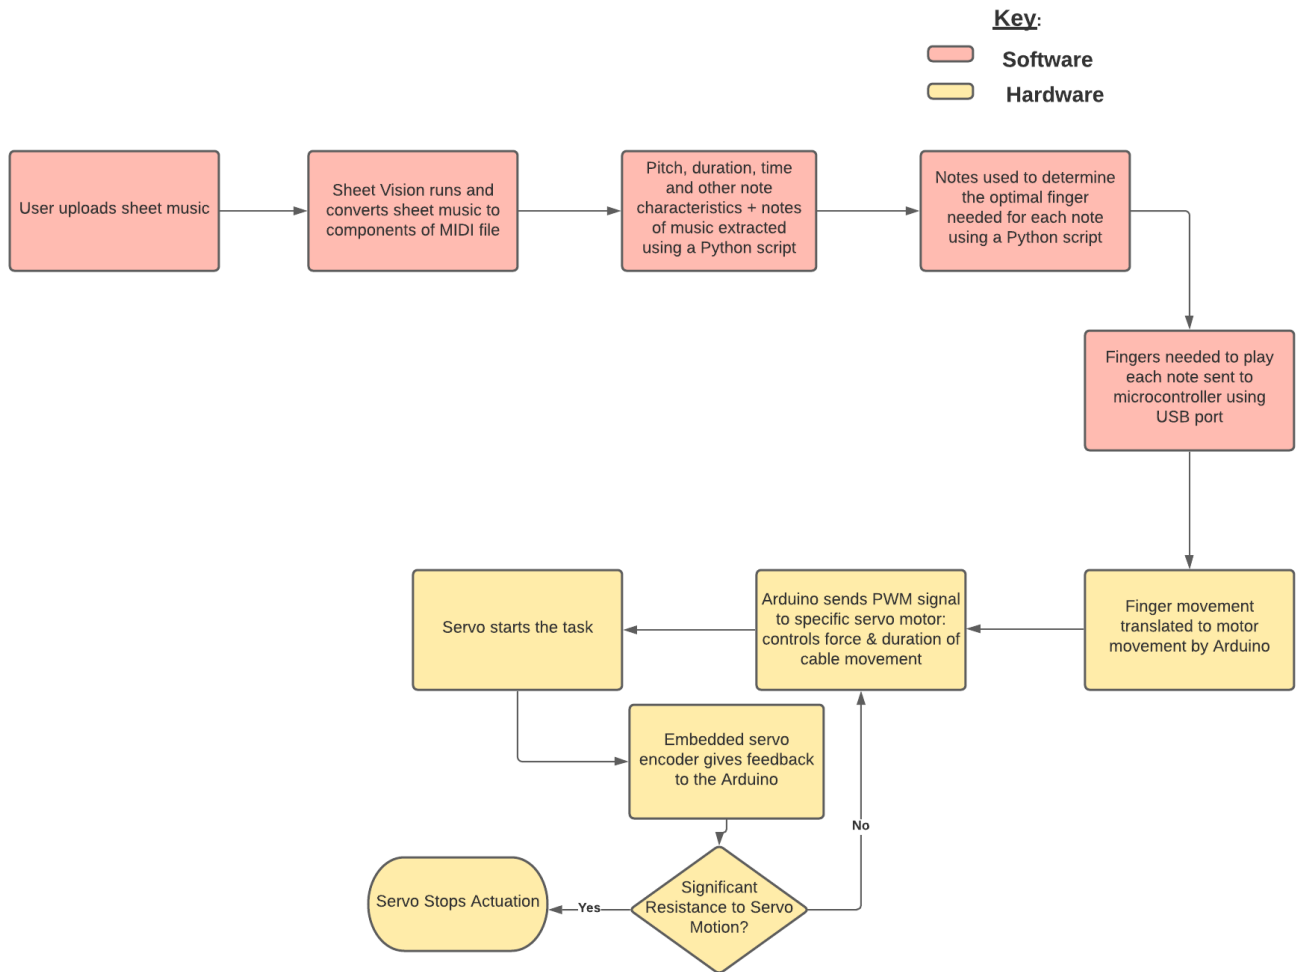 Key:
Software
Hardware
User uploads sheet music
Sheet Vision runs and
converts sheet music to
components of MIDI file
Pitch, duration, time
and other note
characteristics + notes
of music extracted
using a Python script
Notes used to determine
the optimal finger
needed for each note
using a Python script
Fingers needed to play
each note sent to
microcontroller using
USB port
Finger movement
translated to motor
movement by Arduino
Arduino sends PWM signal
to specific servo motor:
controls force & duration of
cable movement
Servo starts the task
Embedded servo
encoder gives feedback
to the Arduino
Significant
Resistance to Servo
Motion?
No
Yes
Servo Stops Actuation